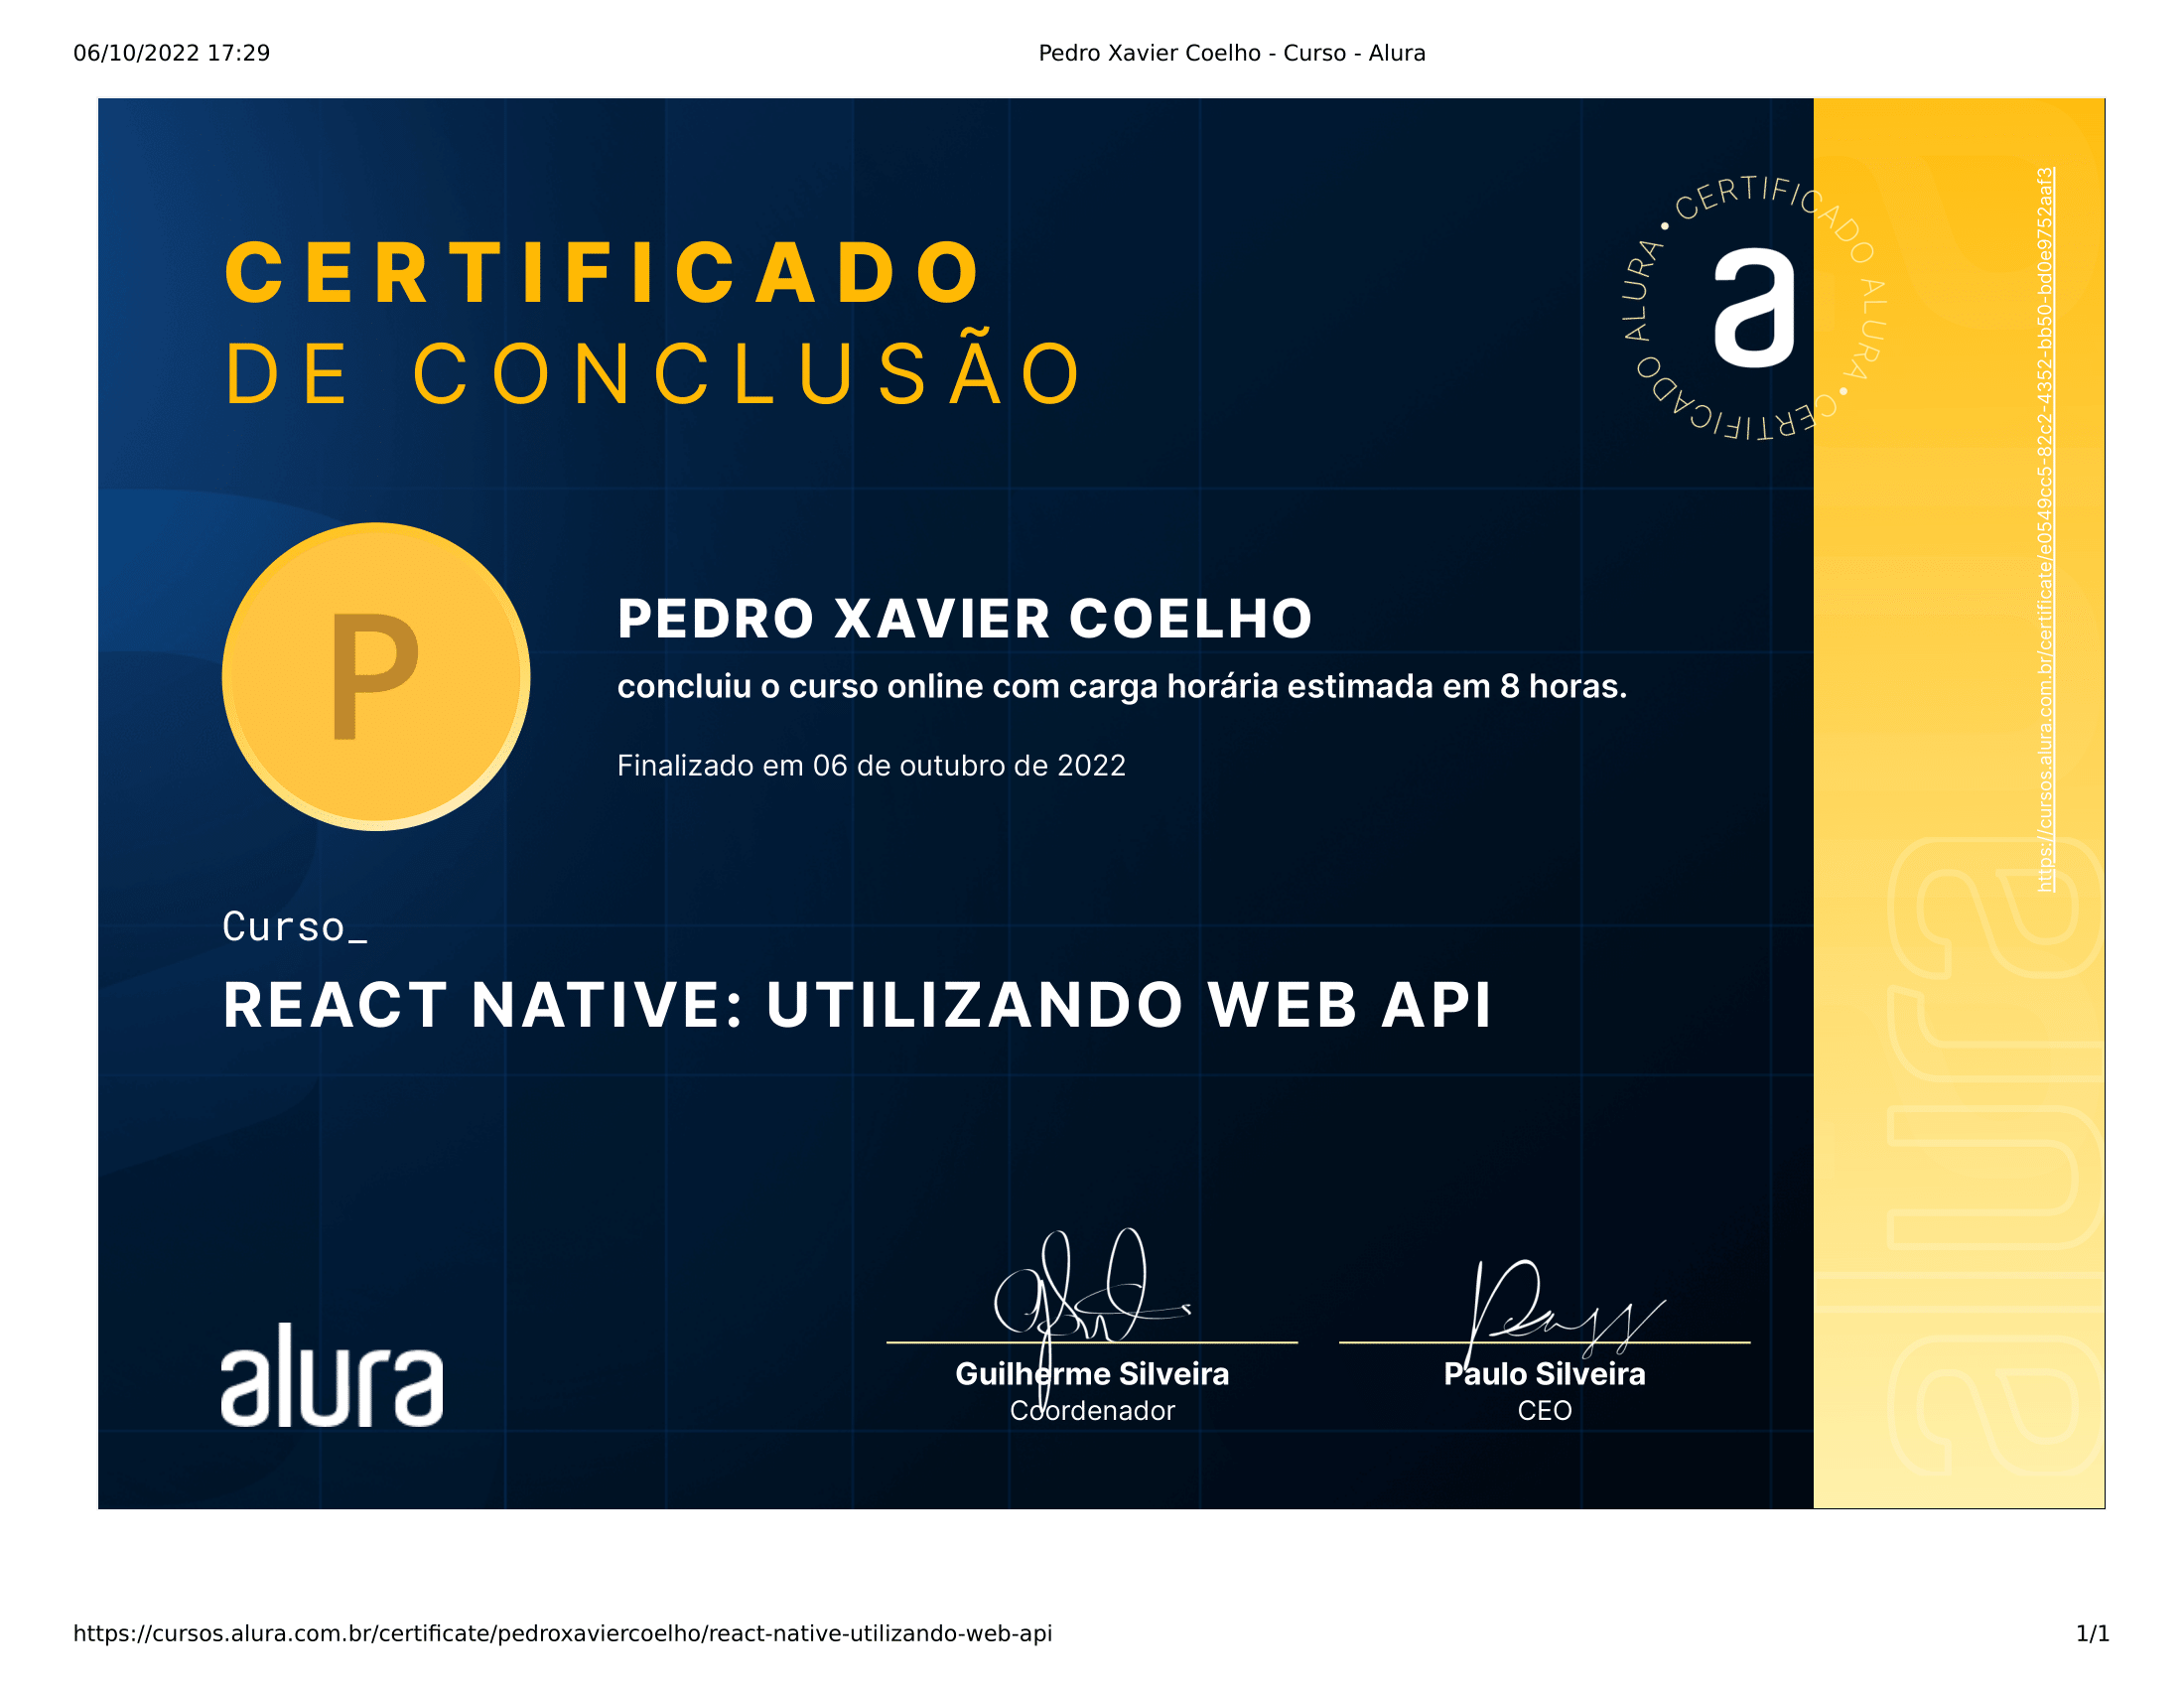 06/10/2022 17:29
Pedro Xavier Coelho - Curso - Alura
CERTIFICADO
DE CONCLUSÃO
• CERTIFICADO ALURA • CERTIFICADO ALURA
a
https://cursos.alura.com.br/certificate/e0549cc5-82c2-4352-bb50-bd0e9752aaf3
P
PEDRO XAVIER COELHO
concluiu o curso online com carga horária estimada em 8 horas.
Finalizado em 06 de outubro de 2022
Curso_
REACT NATIVE: UTILIZANDO WEB API
alura
alura
Guilherme Silveira
Coordenador
Paulo Silveira
CEO
https://cursos.alura.com.br/certificate/pedroxaviercoelho/react-native-utilizando-web-api
1/1